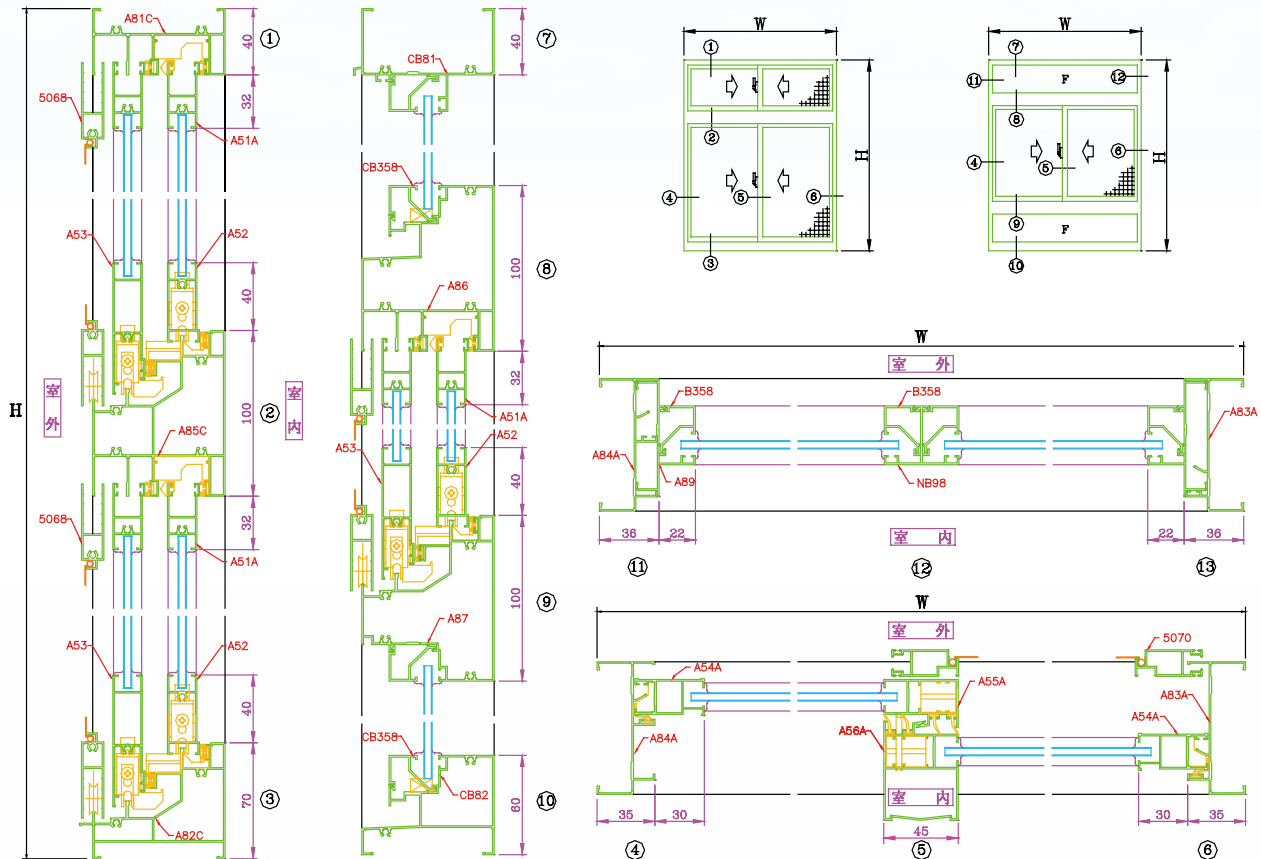 A81C
①
40
5068
32
A51A
A53
A52
40
H
室外
100
②
室内
A85C
5068
32
A51A
A53
A52
40
70
③
A82C
⑦
40
CB81
CB358
100
⑧
A86
32
A51A
A53
A52
40
100
⑨
A87
CB358
CB82
60
⑩
W
①
②
④
⑤
⑥
③
H
W
⑦
⑪
F
⑫
⑧
④
⑤
⑥
⑨
F
⑩
H
W
室 外
B358
B358
A83A
A84A
A89
NB98
36
22
室 内
22
36
⑪
⑫
⑬
W
室 外
5070
A54A
A55A
A83A
A84A
A56A
A54A
室 内
35
30
45
30
35
④
⑤
⑥